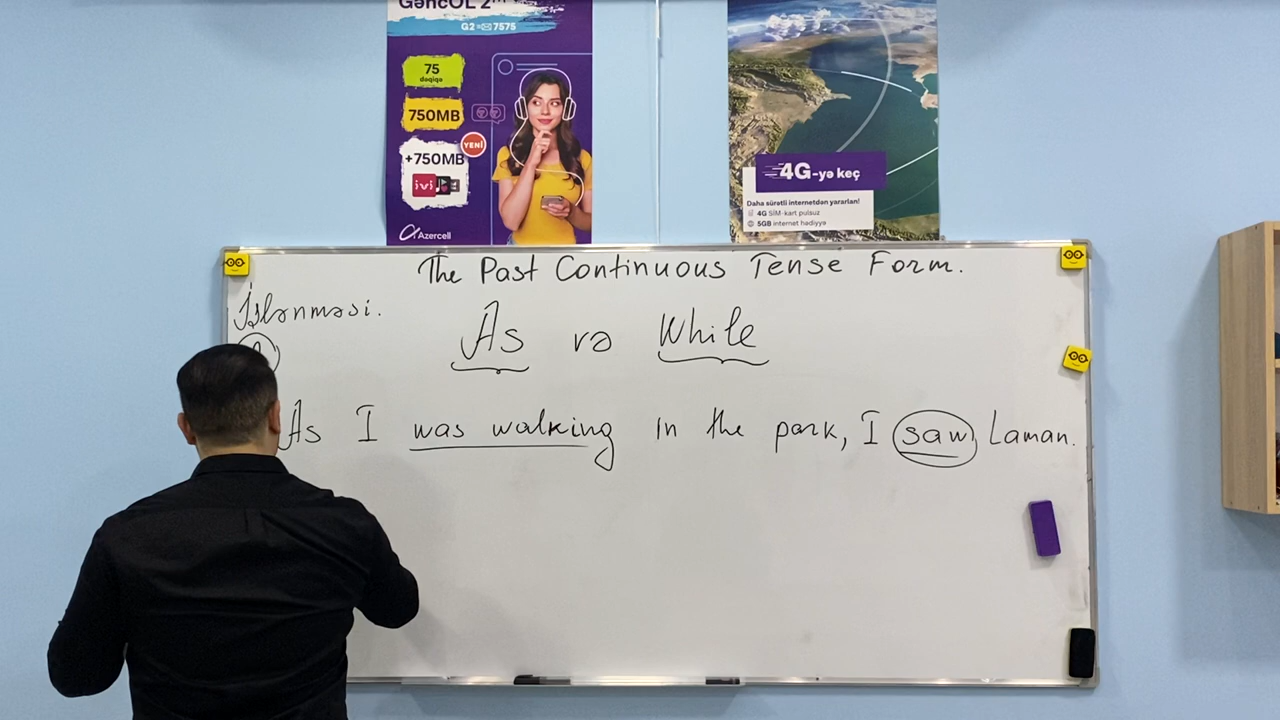 GəncOL 2
G2 ✉ 7575
75
dəqiqə
750MB
YENİ
+750MB
ivi
Azercell
4G-yə keç
Daha sürətli internetdən yararlan!
4G SİM-kart pulsuz
5GB internet hədiyyə
The Past Continuous Tense Form.
İşlənməsi.
As və While
As I was walking in the park, I saw Laman.